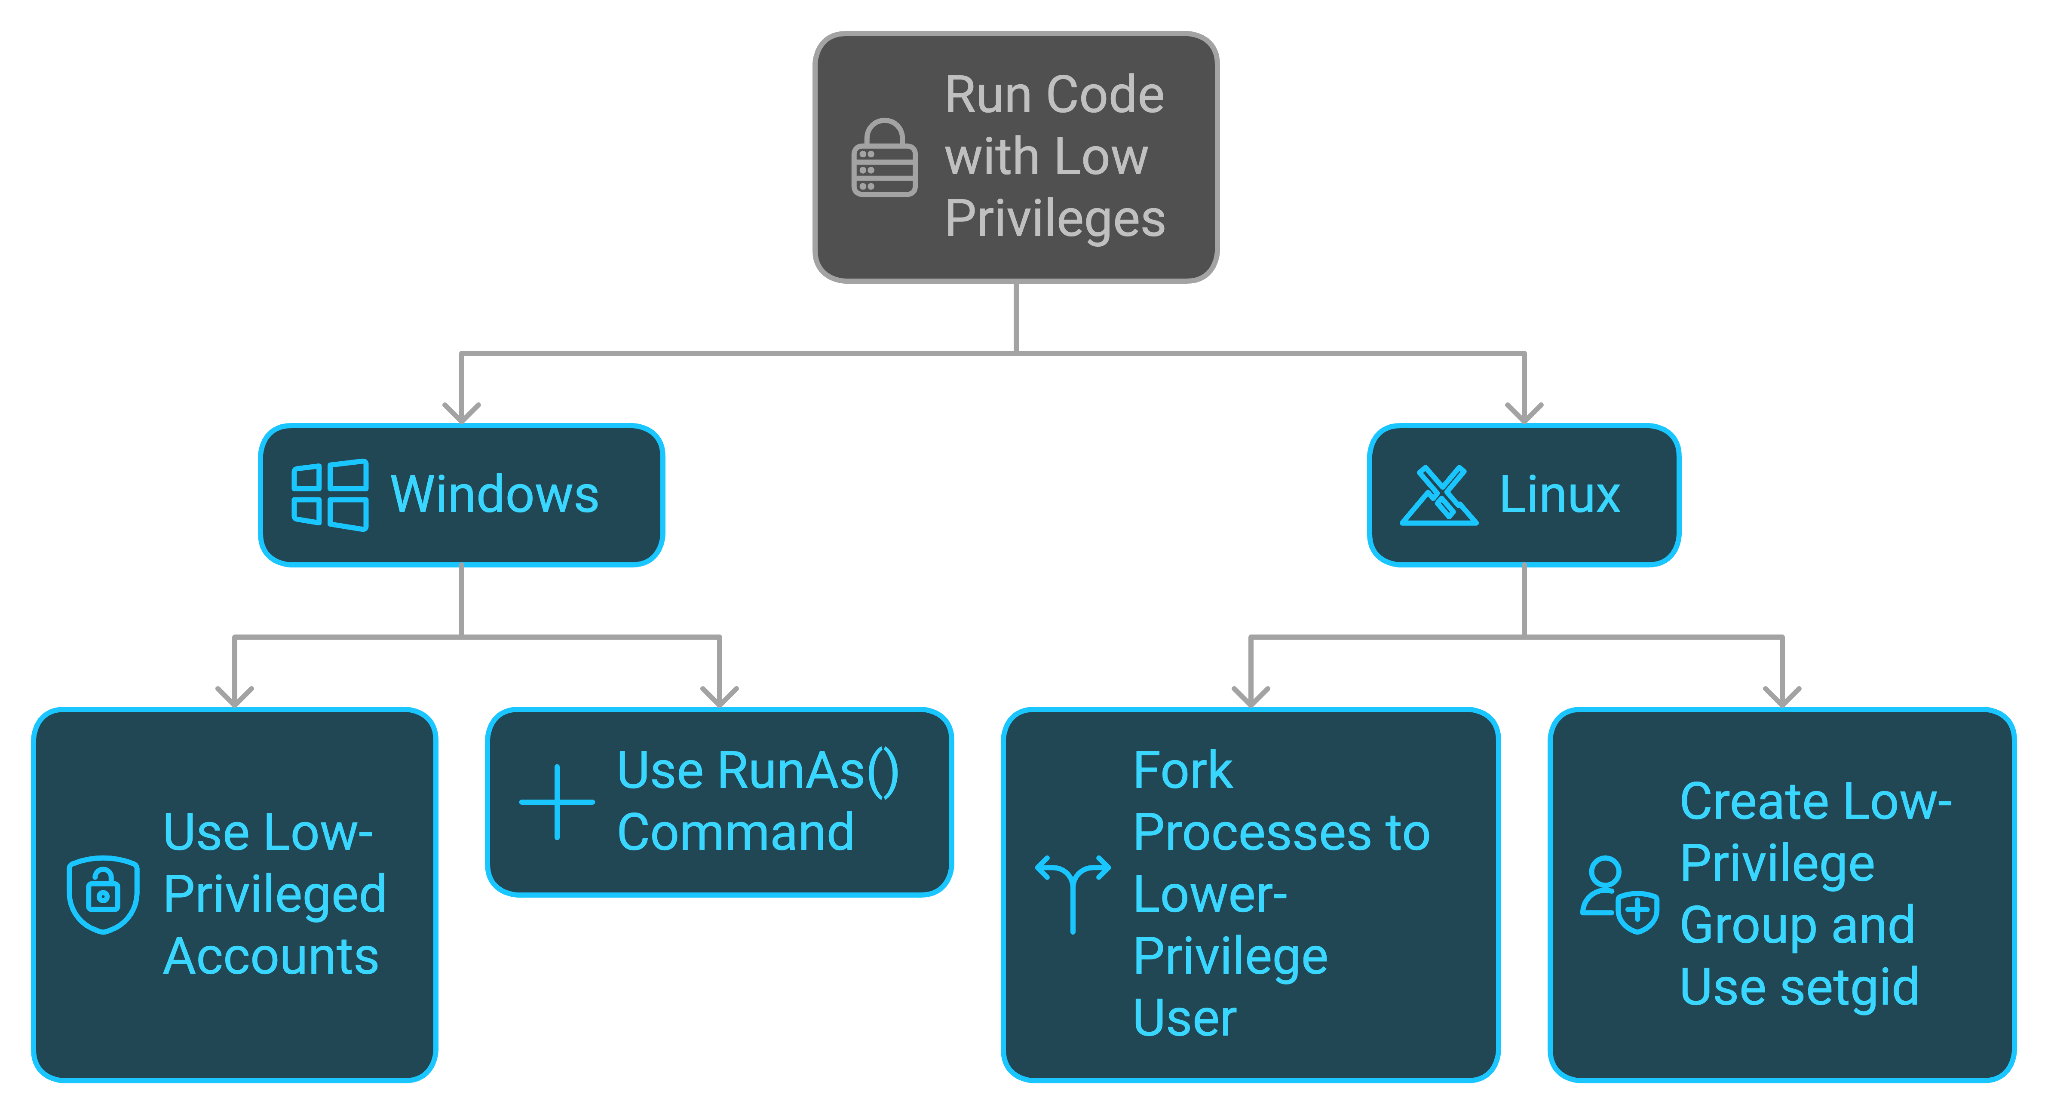 Run Code
with Low
Privileges
Windows
Linux
Use Low-
Privileged
Accounts
Use RunAs()
Command
Fork
Processes to
Lower-
Privilege
User
Create Low-
Privilege
Group and
Use setgid